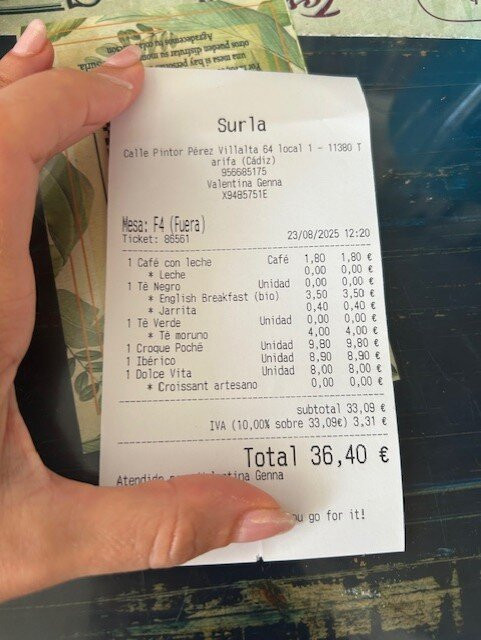 Surla
Calle Pintor Pérez Villalta 64 local 1 - 11380 T
arifa (Cádiz)
956685175
Valentina Genna
X9485751E
Mesa: F4 (Fuera)
Ticket: 86561 23/08/2025 12:20
1 Café con leche Café 1,80 1,80 €
* Leche 0,00 0,00 €
1 Té Negro Unidad 0,00 0,00 €
* English Breakfast (bio) 3,50 3,50 €
* Jarrita 0,40 0,40 €
1 Té Verde Unidad 0,00 0,00 €
* Té moruno 4,00 4,00 €
1 Croque Poché Unidad 9,80 9,80 €
1 Ibérico Unidad 8,90 8,90 €
1 Dolce Vita Unidad 8,00 8,00 €
* Croissant artesano 0,00 0,00 €
subtotal 33,09 €
IVA (10,00% sobre 33,09€) 3,31 €
Total 36,40 €
Atendido Genna
go for it!